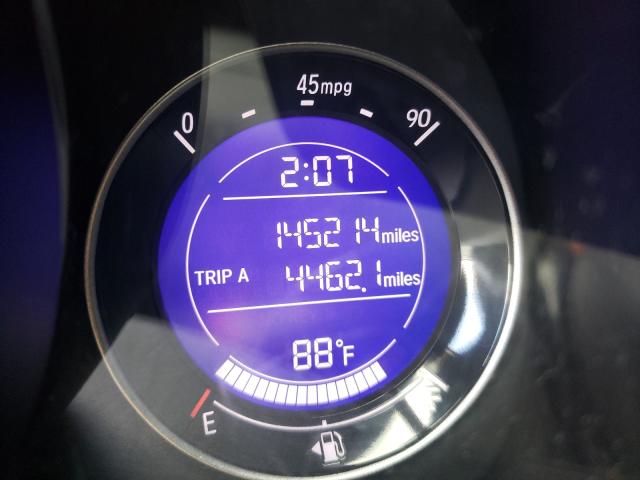 45mpg
0 90
2:07
145214miles
TRIP A 4462.1miles
88°F
E